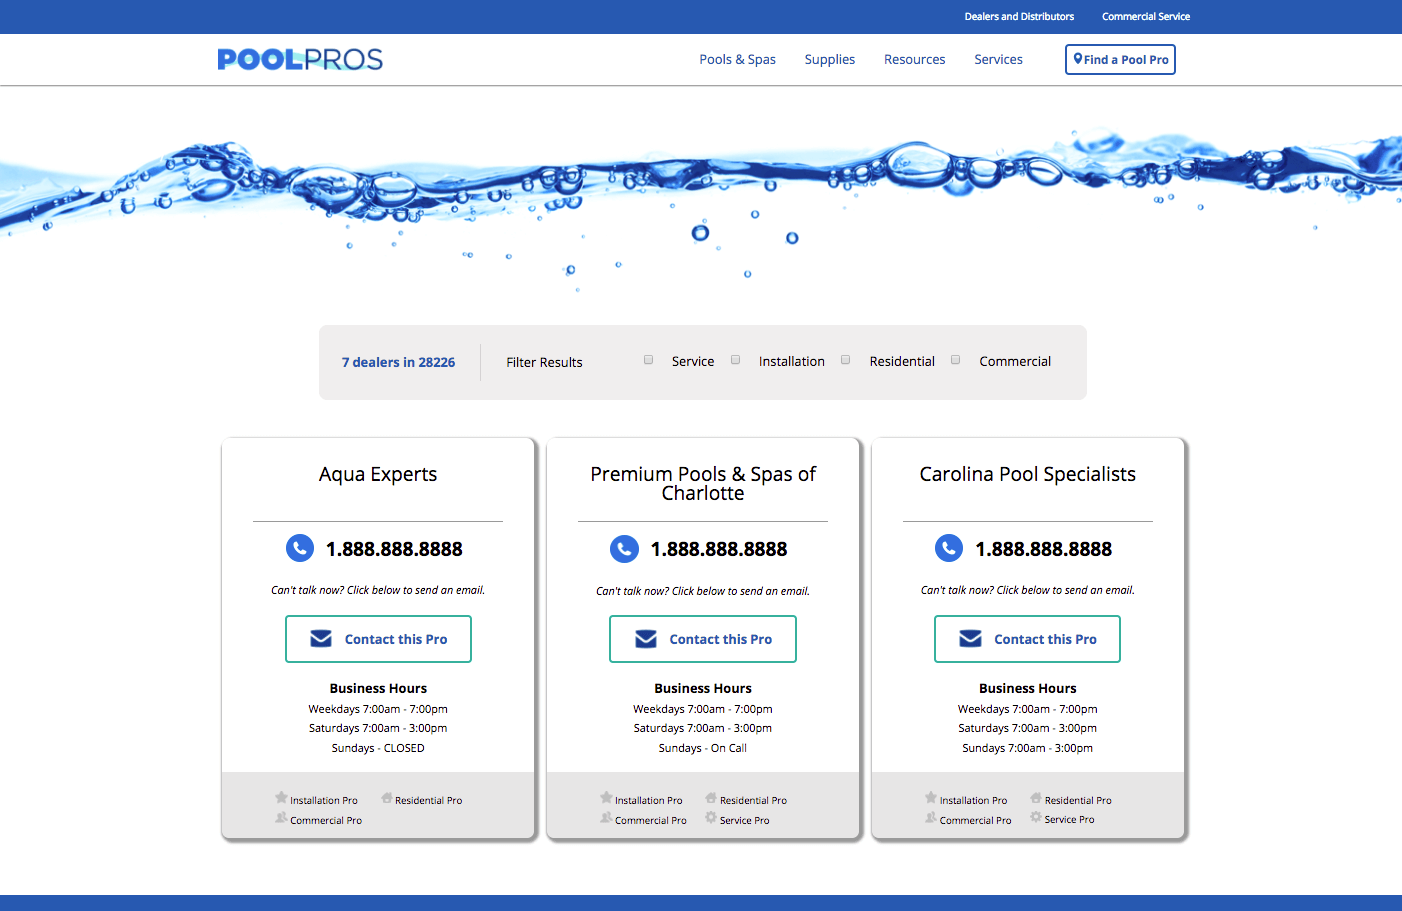 Dealers and Distributors Commercial Service
POOLPROS Pools & Spas Supplies Resources Services Find a Pool Pro
7 dealers in 28226 Filter Results Service Installation Residential Commercial
Aqua Experts
1.888.888.8888
Can't talk now? Click below to send an email.
Contact this Pro
Business Hours
Weekdays 7:00am - 7:00pm
Saturdays 7:00am - 3:00pm
Sundays - CLOSED
Installation Pro Residential Pro
Commercial Pro
Premium Pools & Spas of
Charlotte
1.888.888.8888
Can't talk now? Click below to send an email.
Contact this Pro
Business Hours
Weekdays 7:00am - 7:00pm
Saturdays 7:00am - 3:00pm
Sundays - On Call
Installation Pro Residential Pro
Commercial Pro Service Pro
Carolina Pool Specialists
1.888.888.8888
Can't talk now? Click below to send an email.
Contact this Pro
Business Hours
Weekdays 7:00am - 7:00pm
Saturdays 7:00am - 3:00pm
Sundays 7:00am - 3:00pm
Installation Pro Residential Pro
Commercial Pro Service Pro